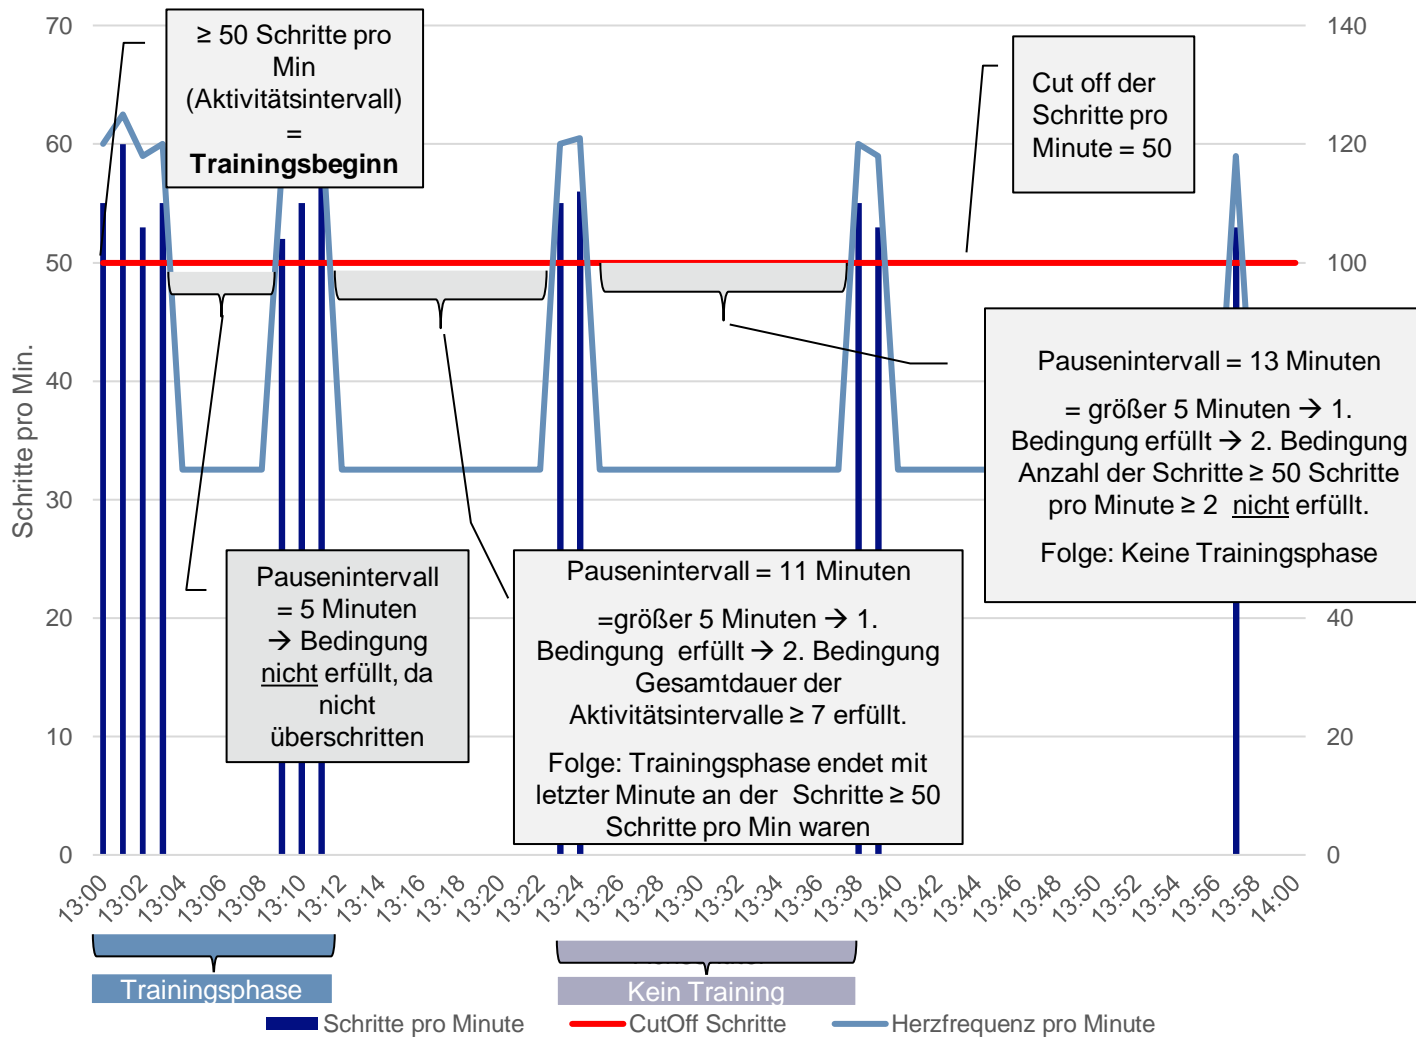 70
60
50
40
30
20
10
0
Schritte pro Min.
140
120
100
40
20
0
≥ 50 Schritte pro
Min
(Aktivitätsintervall)
=
Trainingsbeginn
Cut off der
Schritte pro
Minute = 50
Pausenintervall
= 5 Minuten
→ Bedingung
nicht erfüllt, da
nicht
überschritten
Pausenintervall = 11 Minuten
=größer 5 Minuten → 1.
Bedingung erfüllt → 2. Bedingung
Gesamtdauer der
Aktivitätsintervalle ≥ 7 erfüllt.
Folge: Trainingsphase endet mit
letzter Minute an der Schritte ≥ 50
Schritte pro Min waren
Pausenintervall = 13 Minuten
= größer 5 Minuten → 1.
Bedingung erfüllt → 2. Bedingung
Anzahl der Schritte ≥ 50 Schritte
pro Minute ≥ 2 nicht erfüllt.
Folge: Keine Trainingsphase
13:00
13:02
13:04
13:06
13:08
13:10
13:12
13:14
13:16
13:18
13:20
13:22
13:24
13:26
13:28
13:30
13:32
13:34
13:36
13:38
13:40
13:42
13:44
13:46
13:48
13:50
13:52
13:54
13:56
13:58
14:00
Trainingsphase
Kein Training
Schritte pro Minute
CutOff Schritte
Herzfrequenz pro Minute